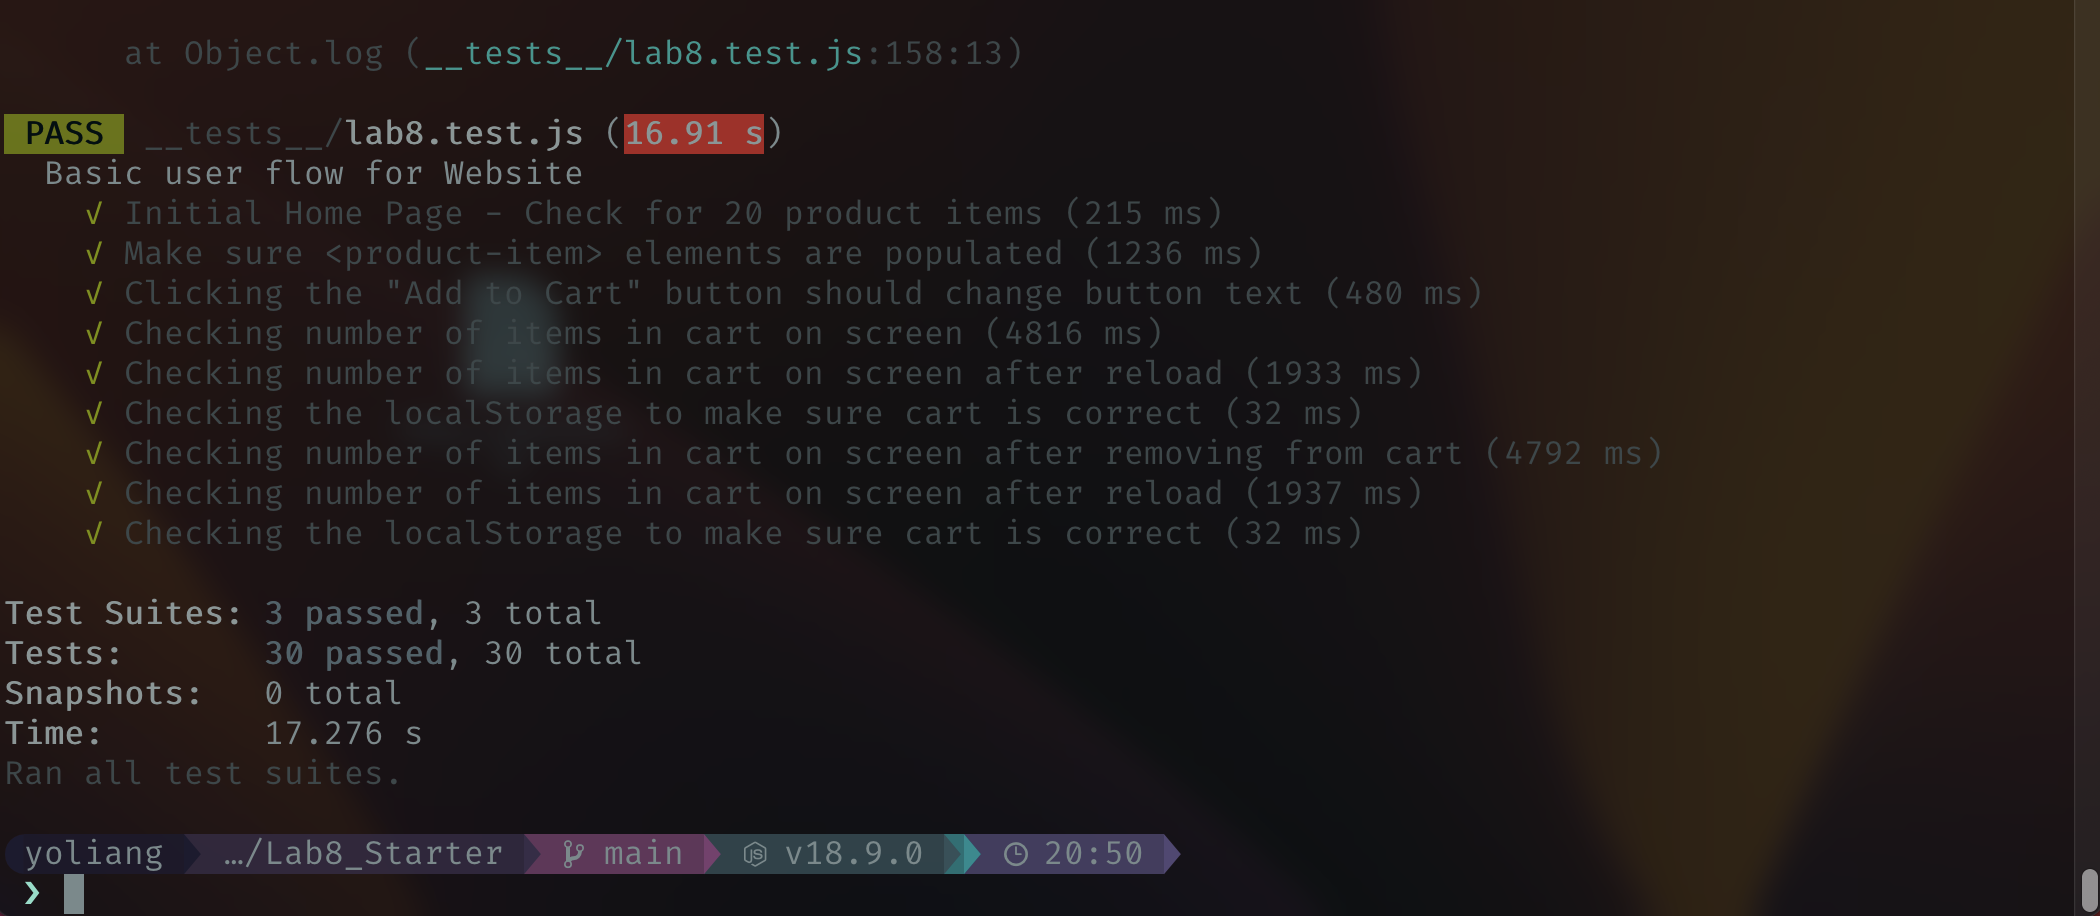 at Object.log (__tests__/lab8.test.js:158:13)
PASS __tests__/lab8.test.js (16.91 s)
Basic user flow for Website
√ Initial Home Page - Check for 20 product items (215 ms)
√ Make sure <product-item> elements are populated (1236 ms)
√ Clicking the "Add to Cart" button should change button text (480 ms)
√ Checking number of items in cart on screen (4816 ms)
√ Checking number of items in cart on screen after reload (1933 ms)
√ Checking the localStorage to make sure cart is correct (32 ms)
√ Checking number of items in cart on screen after removing from cart (4792 ms)
√ Checking number of items in cart on screen after reload (1937 ms)
√ Checking the localStorage to make sure cart is correct (32 ms)
Test Suites: 3 passed, 3 total
Tests: 30 passed, 30 total
Snapshots: 0 total
Time: 17.276 s
Ran all test suites.
yoliang …/Lab8_Starter main v18.9.0 20:50
❯